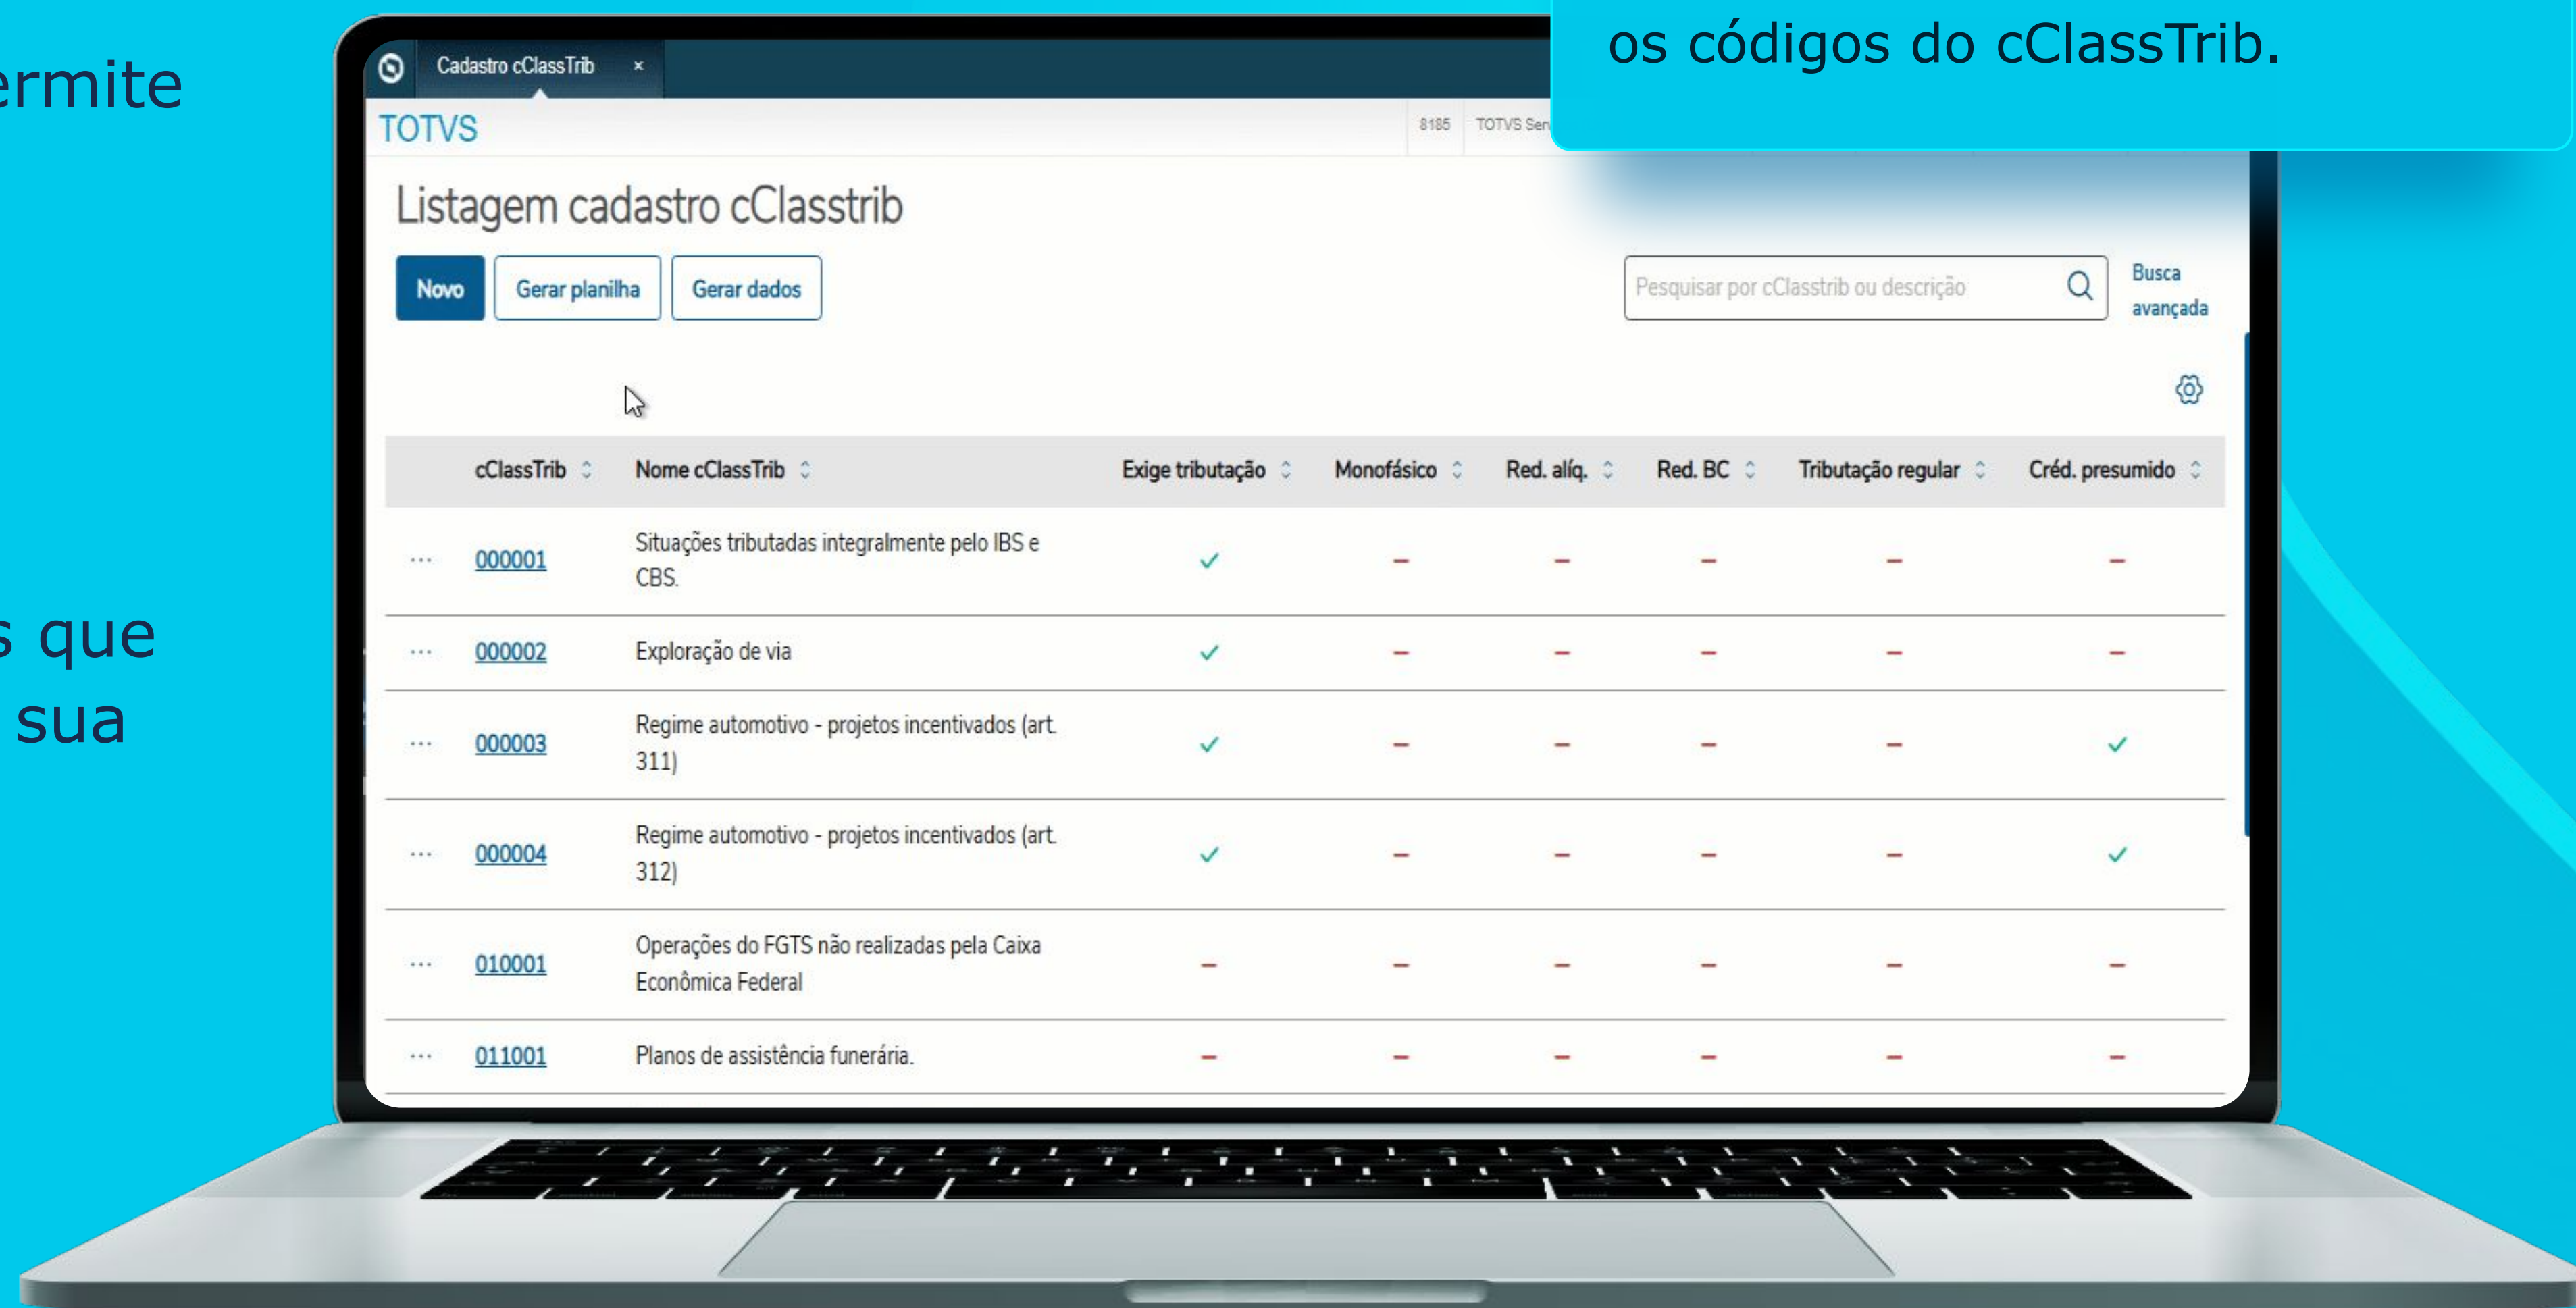 ermite
s que
sua
os códigos do cClassTrib.
Cadastro cClassTrib ×
TOTVS
8185 TOTVS Ser
Listagem cadastro cClasstrib
Novo Gerar planilha Gerar dados
Pesquisar por cClasstrib ou descrição
Busca
avançada
cClassTrib Nome cClassTrib Exige tributação Monofásico Red. alíq. Red. BC Tributação regular Créd. presumido
000001 Situações tributadas integralmente pelo IBS e
CBS.
000002 Exploração de via
000003 Regime automotivo - projetos incentivados (art.
311)
000004 Regime automotivo - projetos incentivados (art.
312)
010001 Operações do FGTS não realizadas pela Caixa
Econômica Federal
011001 Planos de assistência funerária.